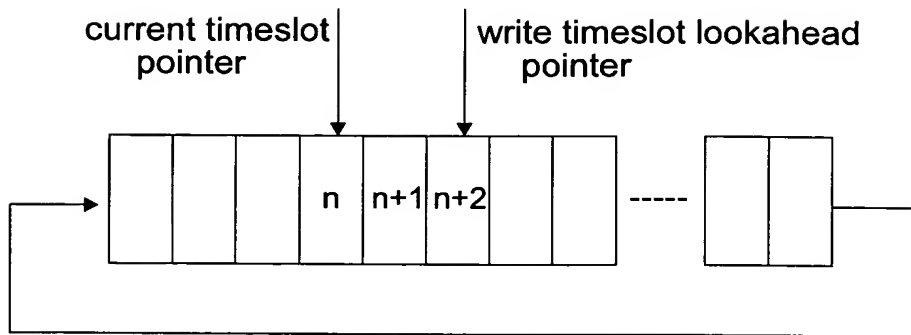 current timeslot
pointer
write timeslot lookahead
pointer
n n+1 n+2 -----